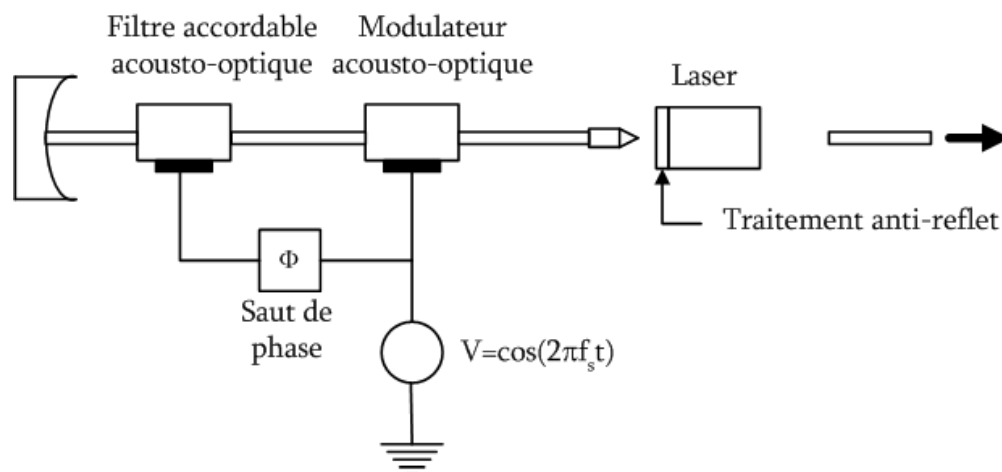 Filtre accordable
acousto-optique
Modulateur
acousto-optique
Laser
Traitement anti-reflet
Φ
Saut de
phase
V=cos(2πfₛt)